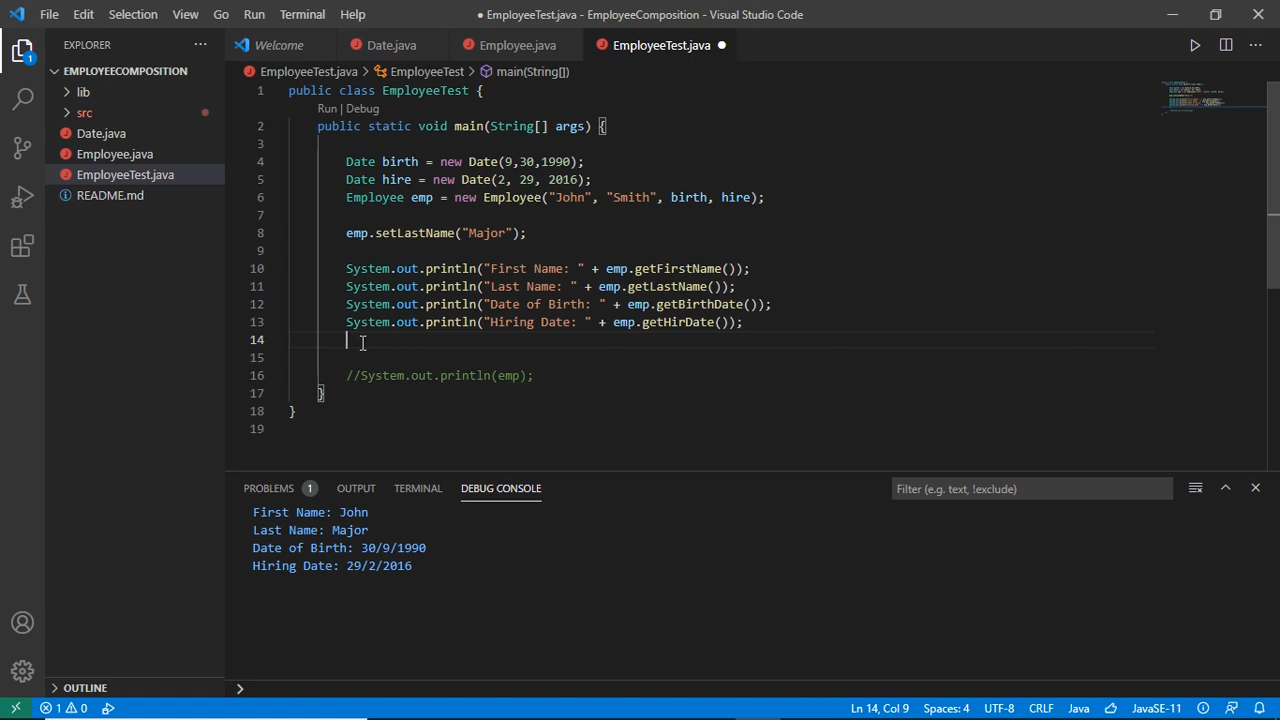 File Edit Selection View Go Run Terminal Help
● EmployeeTest.java - EmployeeComposition - Visual Studio Code
EXPLORER
Welcome
Date.java
Employee.java
EmployeeTest.java
1
EMPLOYEECOMPOSITION
lib
src
Date.java
Employee.java
EmployeeTest.java
README.md
EmployeeTest.java > EmployeeTest > main(String[])
1 public class EmployeeTest {
Run | Debug
2 public static void main(String[] args) {
3
4 Date birth = new Date(9,30,1990);
5 Date hire = new Date(2, 29, 2016);
6 Employee emp = new Employee("John", "Smith", birth, hire);
7
8 emp.setLastName("Major");
9
10 System.out.println("First Name: " + emp.getFirstName());
11 System.out.println("Last Name: " + emp.getLastName());
12 System.out.println("Date of Birth: " + emp.getBirthDate());
13 System.out.println("Hiring Date: " + emp.getHirDate());
14
15
16 //System.out.println(emp);
17 }
18 }
19
PROBLEMS 1 OUTPUT TERMINAL DEBUG CONSOLE
Filter (e.g. text, !exclude)
First Name: John
Last Name: Major
Date of Birth: 30/9/1990
Hiring Date: 29/2/2016
OUTLINE
1 0
Ln 14, Col 9 Spaces: 4 UTF-8 CRLF Java JavaSE-11